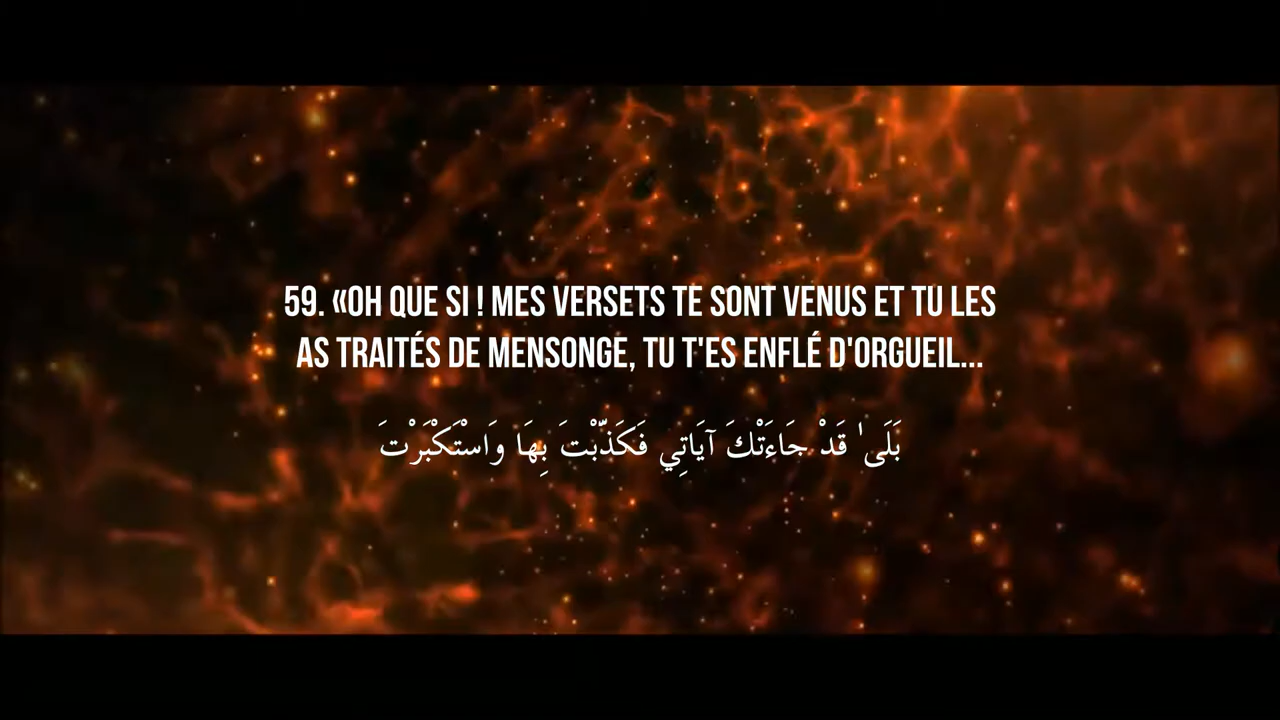 59. «OH QUE SI ! MES VERSETS TE SONT VENUS ET TU LES
AS TRAITÉS DE MENSONGE, TU T'ES ENFLÉ D'ORGUEIL...
بَلَىٰ قَدْ جَاءَتْكَ آيَاتِي فَكَذَّبْتَ بِهَا وَاسْتَكْبَرْتَ